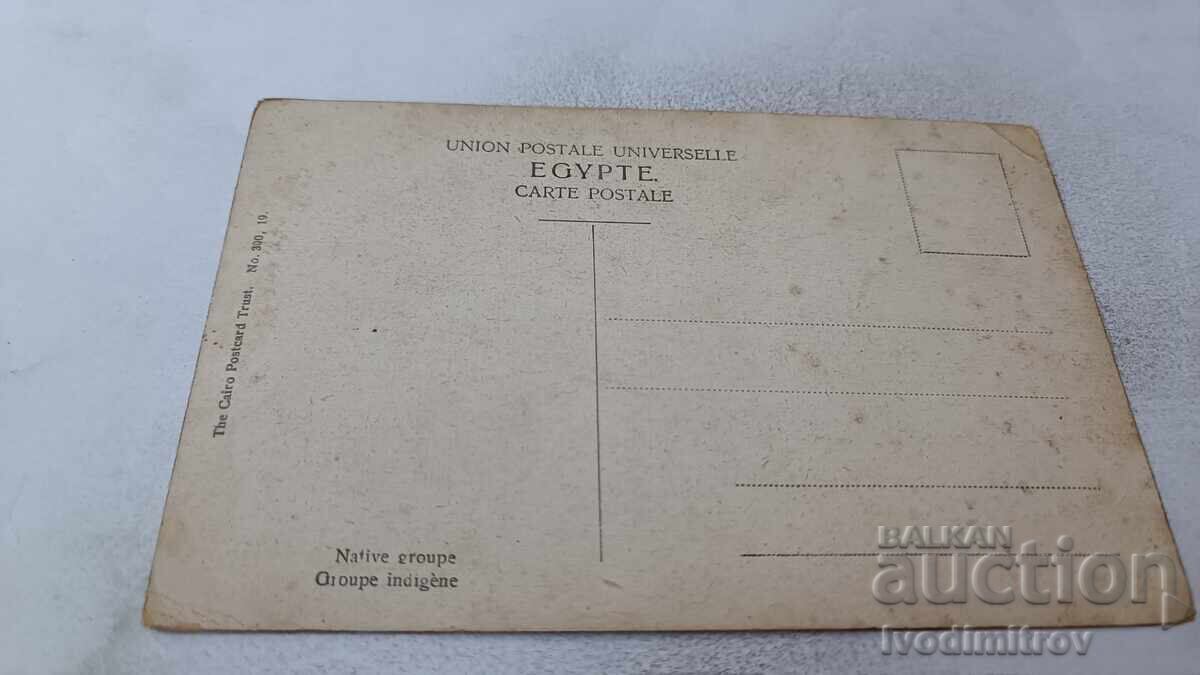 UNION POSTALE UNIVERSELLE
EGYPTE.
CARTE POSTALE
The Cairo Postcard Trust. No. 300, 19.
Native groupe
Groupe indigène
BALKAN
auction
Ivodimitrov